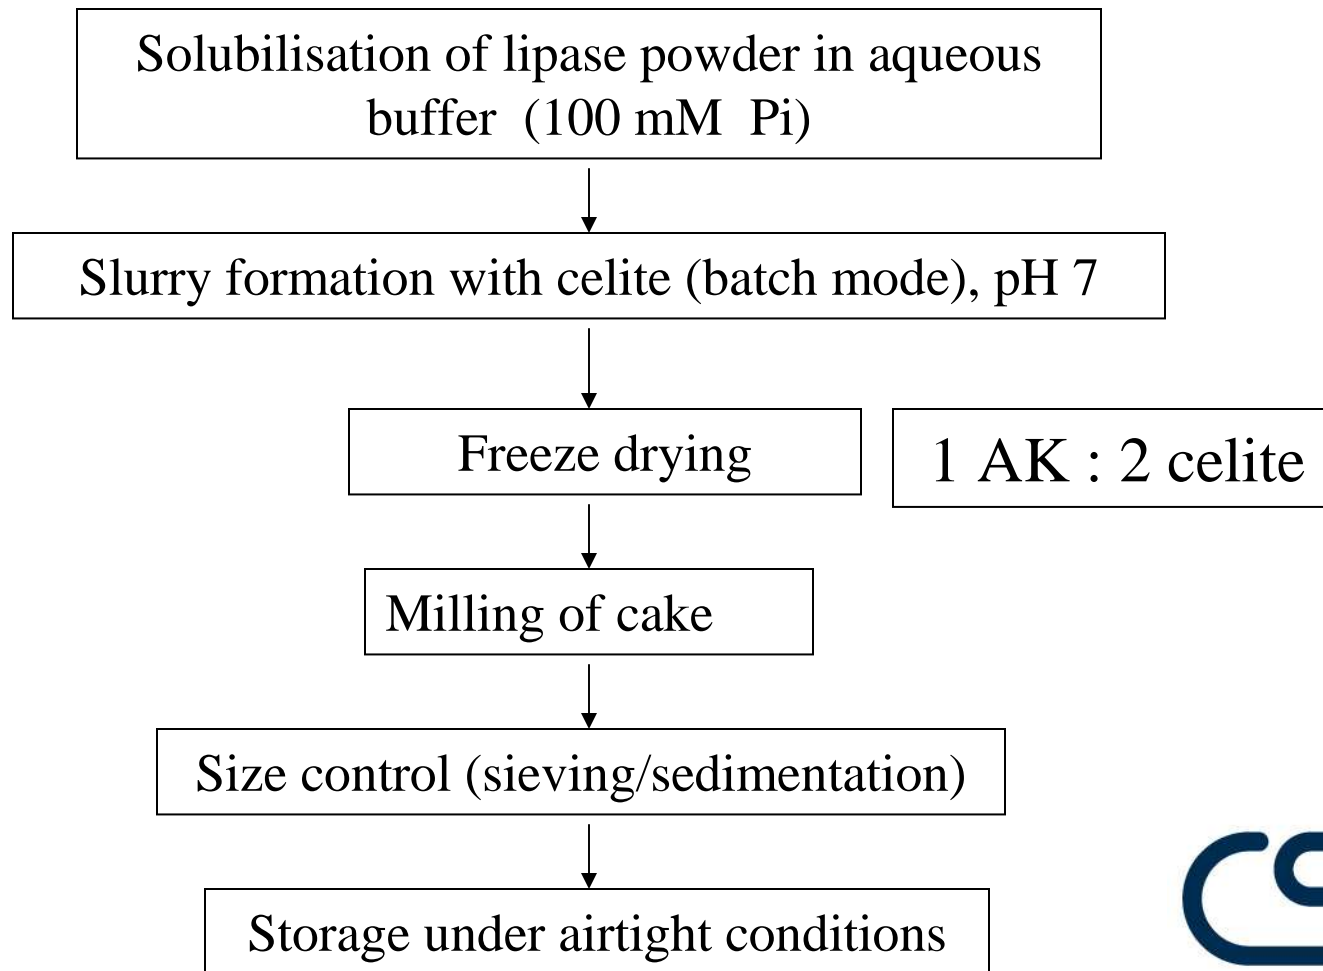 Solubilisation of lipase powder in aqueous
buffer (100 mM Pi)
Slurry formation with celite (batch mode), pH 7
Freeze drying
1 AK : 2 celite
Milling of cake
Size control (sieving/sedimentation)
Storage under airtight conditions